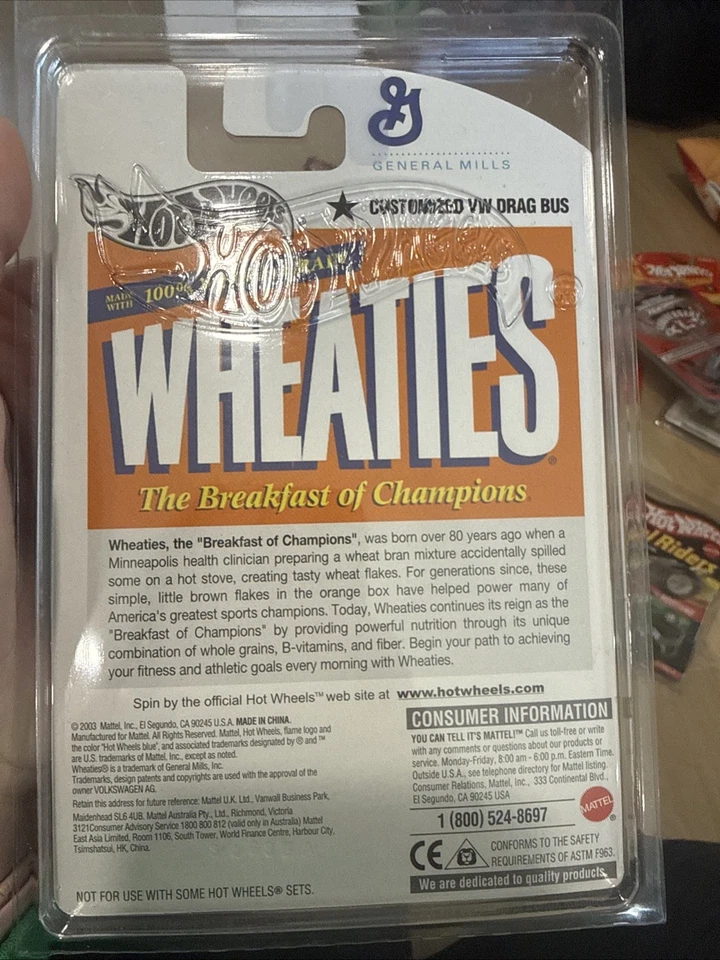 GENERAL MILLS
HOT WHEELS
★ CUSTOMIZED VW DRAG BUS
MADE WITH 100%
WHEATIES®
The Breakfast of Champions
Wheaties, the "Breakfast of Champions", was born over 80 years ago when a
Minneapolis health clinician preparing a wheat bran mixture accidentally spilled
some on a hot stove, creating tasty wheat flakes. For generations since, these
simple, little brown flakes in the orange box have helped power many of
America's greatest sports champions. Today, Wheaties continues its reign as the
"Breakfast of Champions" by providing powerful nutrition through its unique
combination of whole grains, B-vitamins, and fiber. Begin your path to achieving
your fitness and athletic goals every morning with Wheaties.
Spin by the official Hot Wheels™ web site at www.hotwheels.com
© 2003 Mattel, Inc., El Segundo, CA 90245 U.S.A. MADE IN CHINA.
Manufactured for Mattel. All Rights Reserved. Mattel, Hot Wheels, flame logo and
the color "Hot Wheels blue", and associated trademarks designated by ® and ™
are U.S. trademarks of Mattel, Inc., except as noted.
Wheaties® is a trademark of General Mills, Inc.
Trademarks, design patents and copyrights are used with the approval of the
owner VOLKSWAGEN AG.
Retain this address for future reference: Mattel U.K. Ltd., Vanwall Business Park,
Maidenhead SL6 4UB. Mattel Australia Pty., Ltd., Richmond, Victoria
3121Consumer Advisory Service 1800 800 812 (valid only in Australia) Mattel
East Asia Limited, Room 1106, South Tower, World Finance Centre, Harbour City,
Tsimshatsui, HK, China.
NOT FOR USE WITH SOME HOT WHEELS® SETS.
CONSUMER INFORMATION
YOU CAN TELL IT'S MATTEL!™ Call us toll-free or write
with any comments or questions about our products or
service. Monday-Friday, 8:00 am - 6:00 p.m. Eastern Time.
Outside U.S.A., see telephone directory for Mattel listing.
Consumer Relations, Mattel, Inc., 333 Continental Blvd.,
El Segundo, CA 90245 USA
MATTEL®
1 (800) 524-8697
CE
CONFORMS TO THE SAFETY
REQUIREMENTS OF ASTM F963.
We are dedicated to quality products.
Hot Wheels
Hot Wheels
Riders